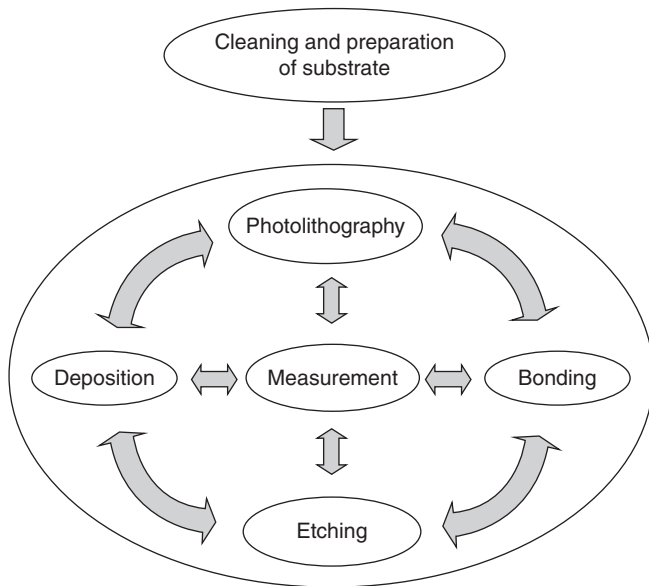 Cleaning and preparation
of substrate
Photolithography
Deposition
Measurement
Bonding
Etching